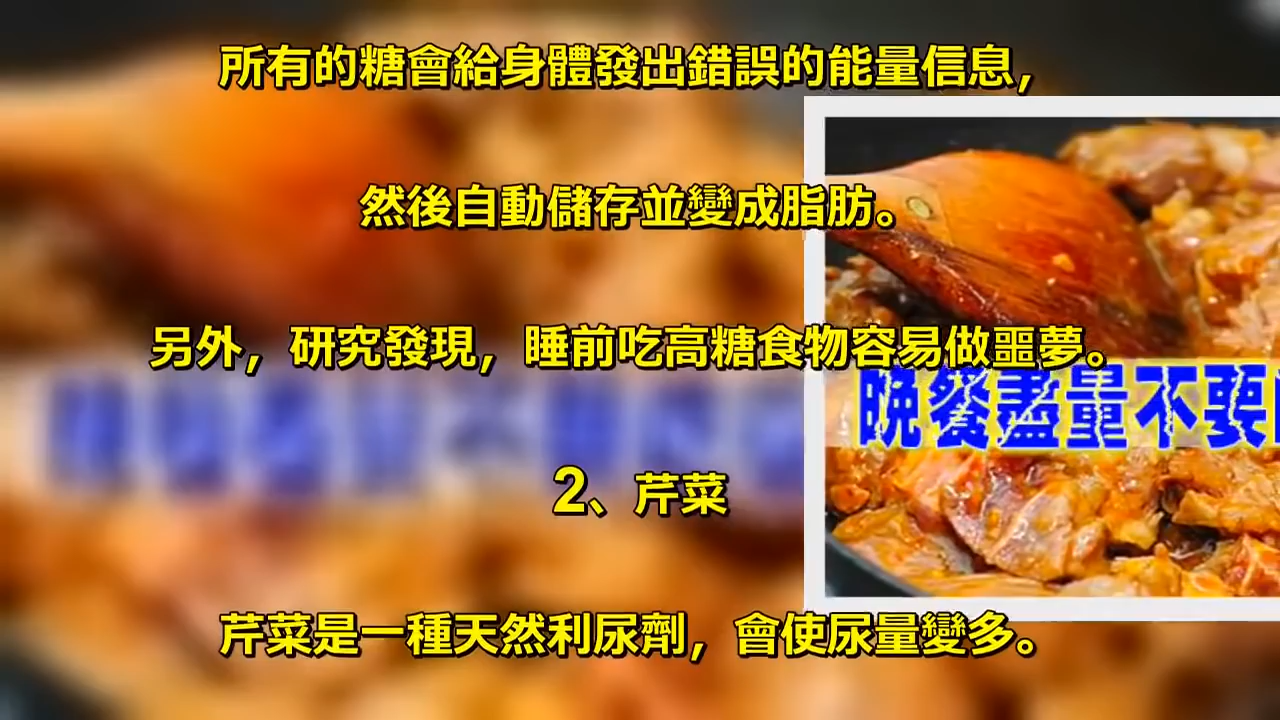 所有的糖會給身體發出錯誤的能量信息，
然後自動儲存並變成脂肪。
另外，研究發現，睡前吃高糖食物容易做噩夢。
晚餐盡量不要
2、芹菜
芹菜是一種天然利尿劑，會使尿量變多。